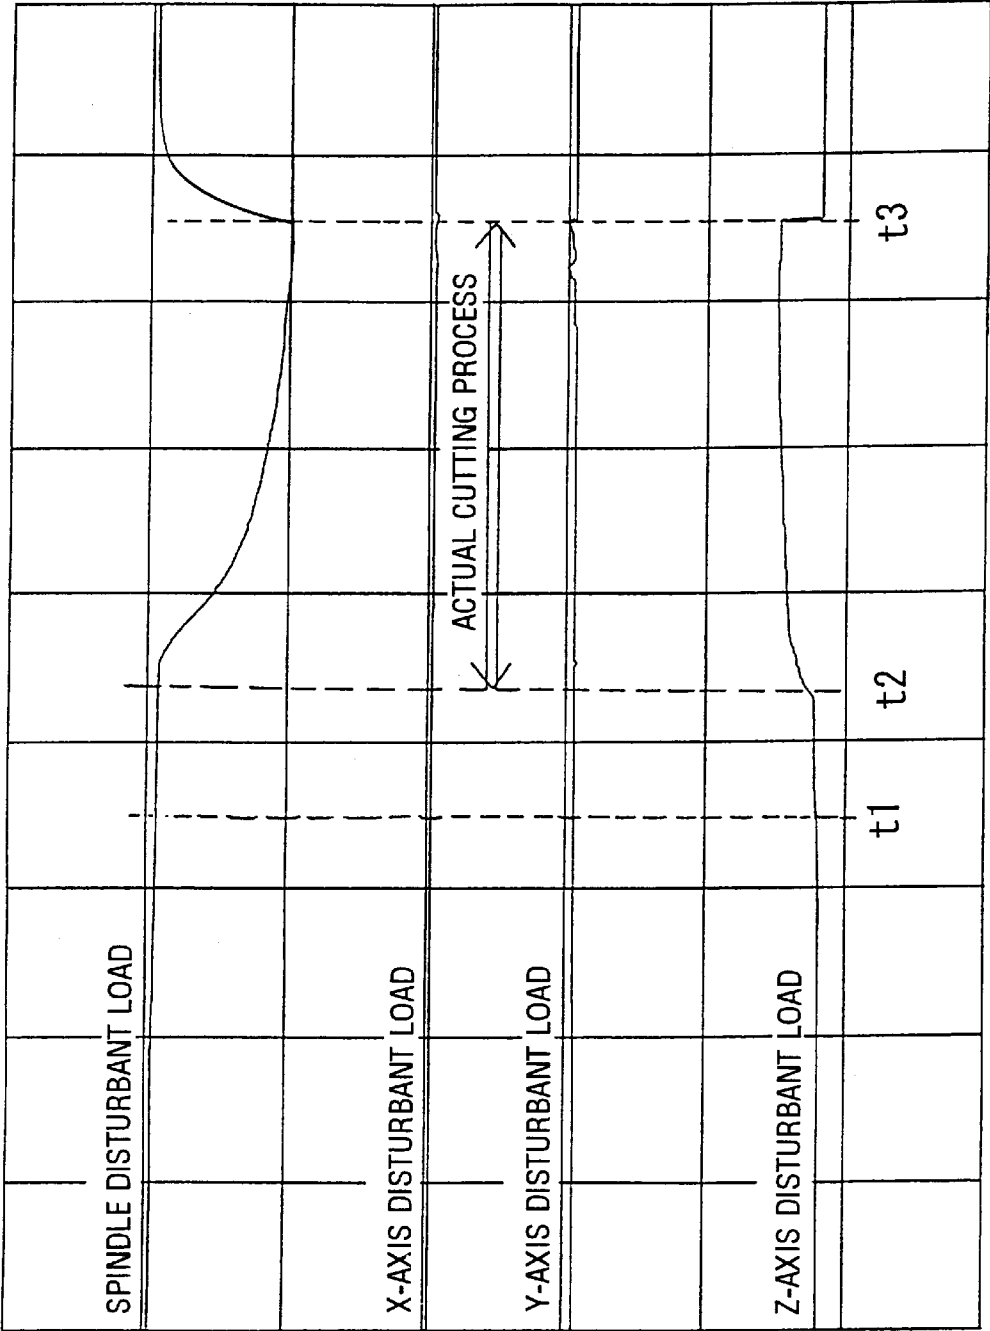 SPINDLE DISTURBANT LOAD
X-AXIS DISTURBANT LOAD
ACTUAL CUTTING PROCESS
Y-AXIS DISTURBANT LOAD
Z-AXIS DISTURBANT LOAD
t1
t2
t3